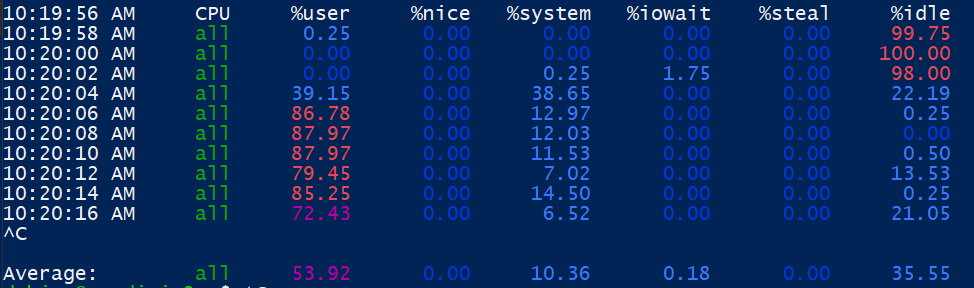 10:19:56 AM CPU %user %nice %system %iowait %steal %idle
10:19:58 AM all 0.25 0.00 0.00 0.00 0.00 99.75
10:20:00 AM all 0.00 0.00 0.00 0.00 0.00 100.00
10:20:02 AM all 0.00 0.00 0.25 1.75 0.00 98.00
10:20:04 AM all 39.15 0.00 38.65 0.00 0.00 22.19
10:20:06 AM all 86.78 0.00 12.97 0.00 0.00 0.25
10:20:08 AM all 87.97 0.00 12.03 0.00 0.00 0.00
10:20:10 AM all 87.97 0.00 11.53 0.00 0.00 0.50
10:20:12 AM all 79.45 0.00 7.02 0.00 0.00 13.53
10:20:14 AM all 85.25 0.00 14.50 0.00 0.00 0.25
10:20:16 AM all 72.43 0.00 6.52 0.00 0.00 21.05
^C
Average: all 53.92 0.00 10.36 0.18 0.00 35.55